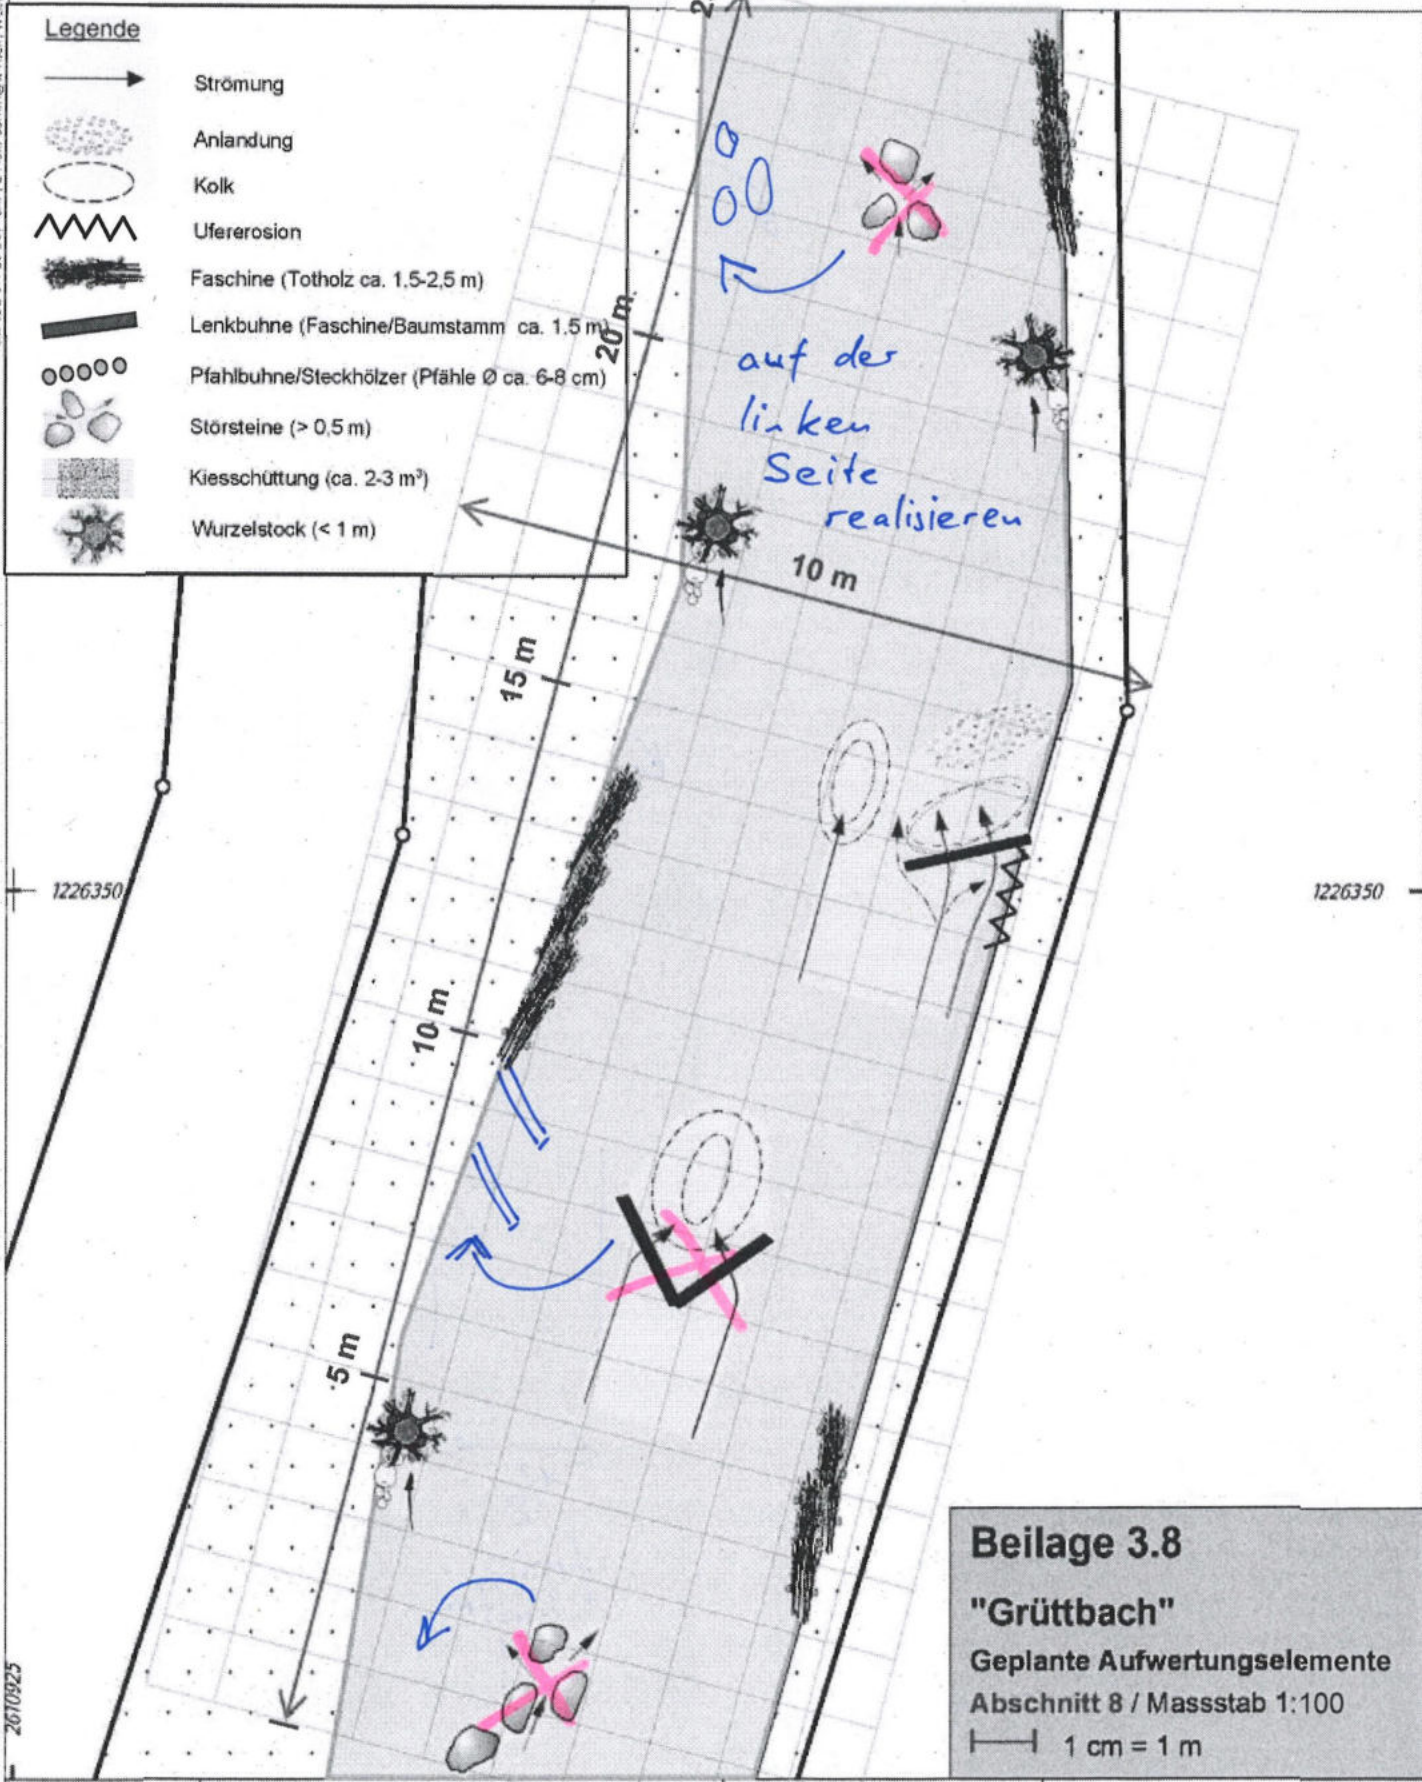 Legende
Strömung
Anlandung
Kolk
Ufererosion
Faschine (Totholz ca. 1,5-2,5 m)
Lenkbuhne (Faschine/Baumstamm ca. 1.5 m)
Pfahlbuhne/Steckhölzer (Pfähle Ø ca. 6-8 cm)
Störsteine (> 0,5 m)
Kiesschüttung (ca. 2-3 m³)
Wurzelstock (< 1 m)
20 m
auf der
linken
Seite
realisieren
10 m
15 m
1226350
1226350
10 m
5 m
2610925
Beilage 3.8
"Grüttbach"
Geplante Aufwertungselemente
Abschnitt 8 / Massstab 1:100
1 cm = 1 m